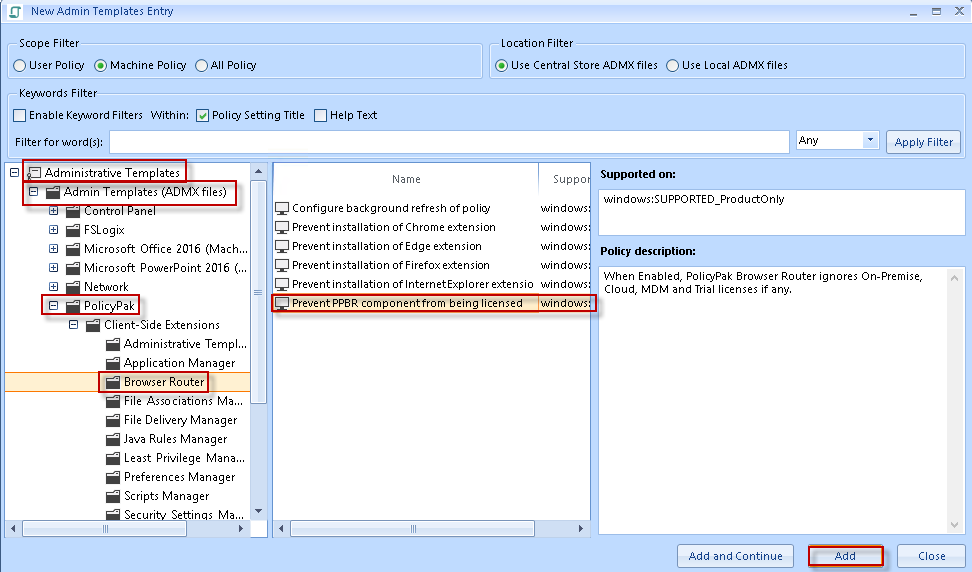 New Admin Templates Entry
Scope Filter
User Policy Machine Policy All Policy
Location Filter
Use Central Store ADMX files Use Local ADMX files
Keywords Filter
Enable Keyword Filters Within: Policy Setting Title Help Text
Filter for word(s): Any Apply Filter
Administrative Templates
Admin Templates (ADMX files)
Control Panel
FSLogix
Microsoft Office 2016 (Mach...
Microsoft PowerPoint 2016 (...
Network
PolicyPak
Client-Side Extensions
Administrative Templ...
Application Manager
Browser Router
File Associations Ma...
File Delivery Manager
Java Rules Manager
Least Privilege Mana...
Preferences Manager
Scripts Manager
Security Settings Ma...
Name Suppor
Configure background refresh of policy windows:
Prevent installation of Chrome extension windows:
Prevent installation of Edge extension windows:
Prevent installation of Firefox extension windows:
Prevent installation of InternetExplorer extensio windows:
Prevent PPBR component from being licensed windows:
Supported on:
windows:SUPPORTED_ProductOnly
Policy description:
When Enabled, PolicyPak Browser Router ignores On-Premise,
Cloud, MDM and Trial licenses if any.
Add and Continue Add Close